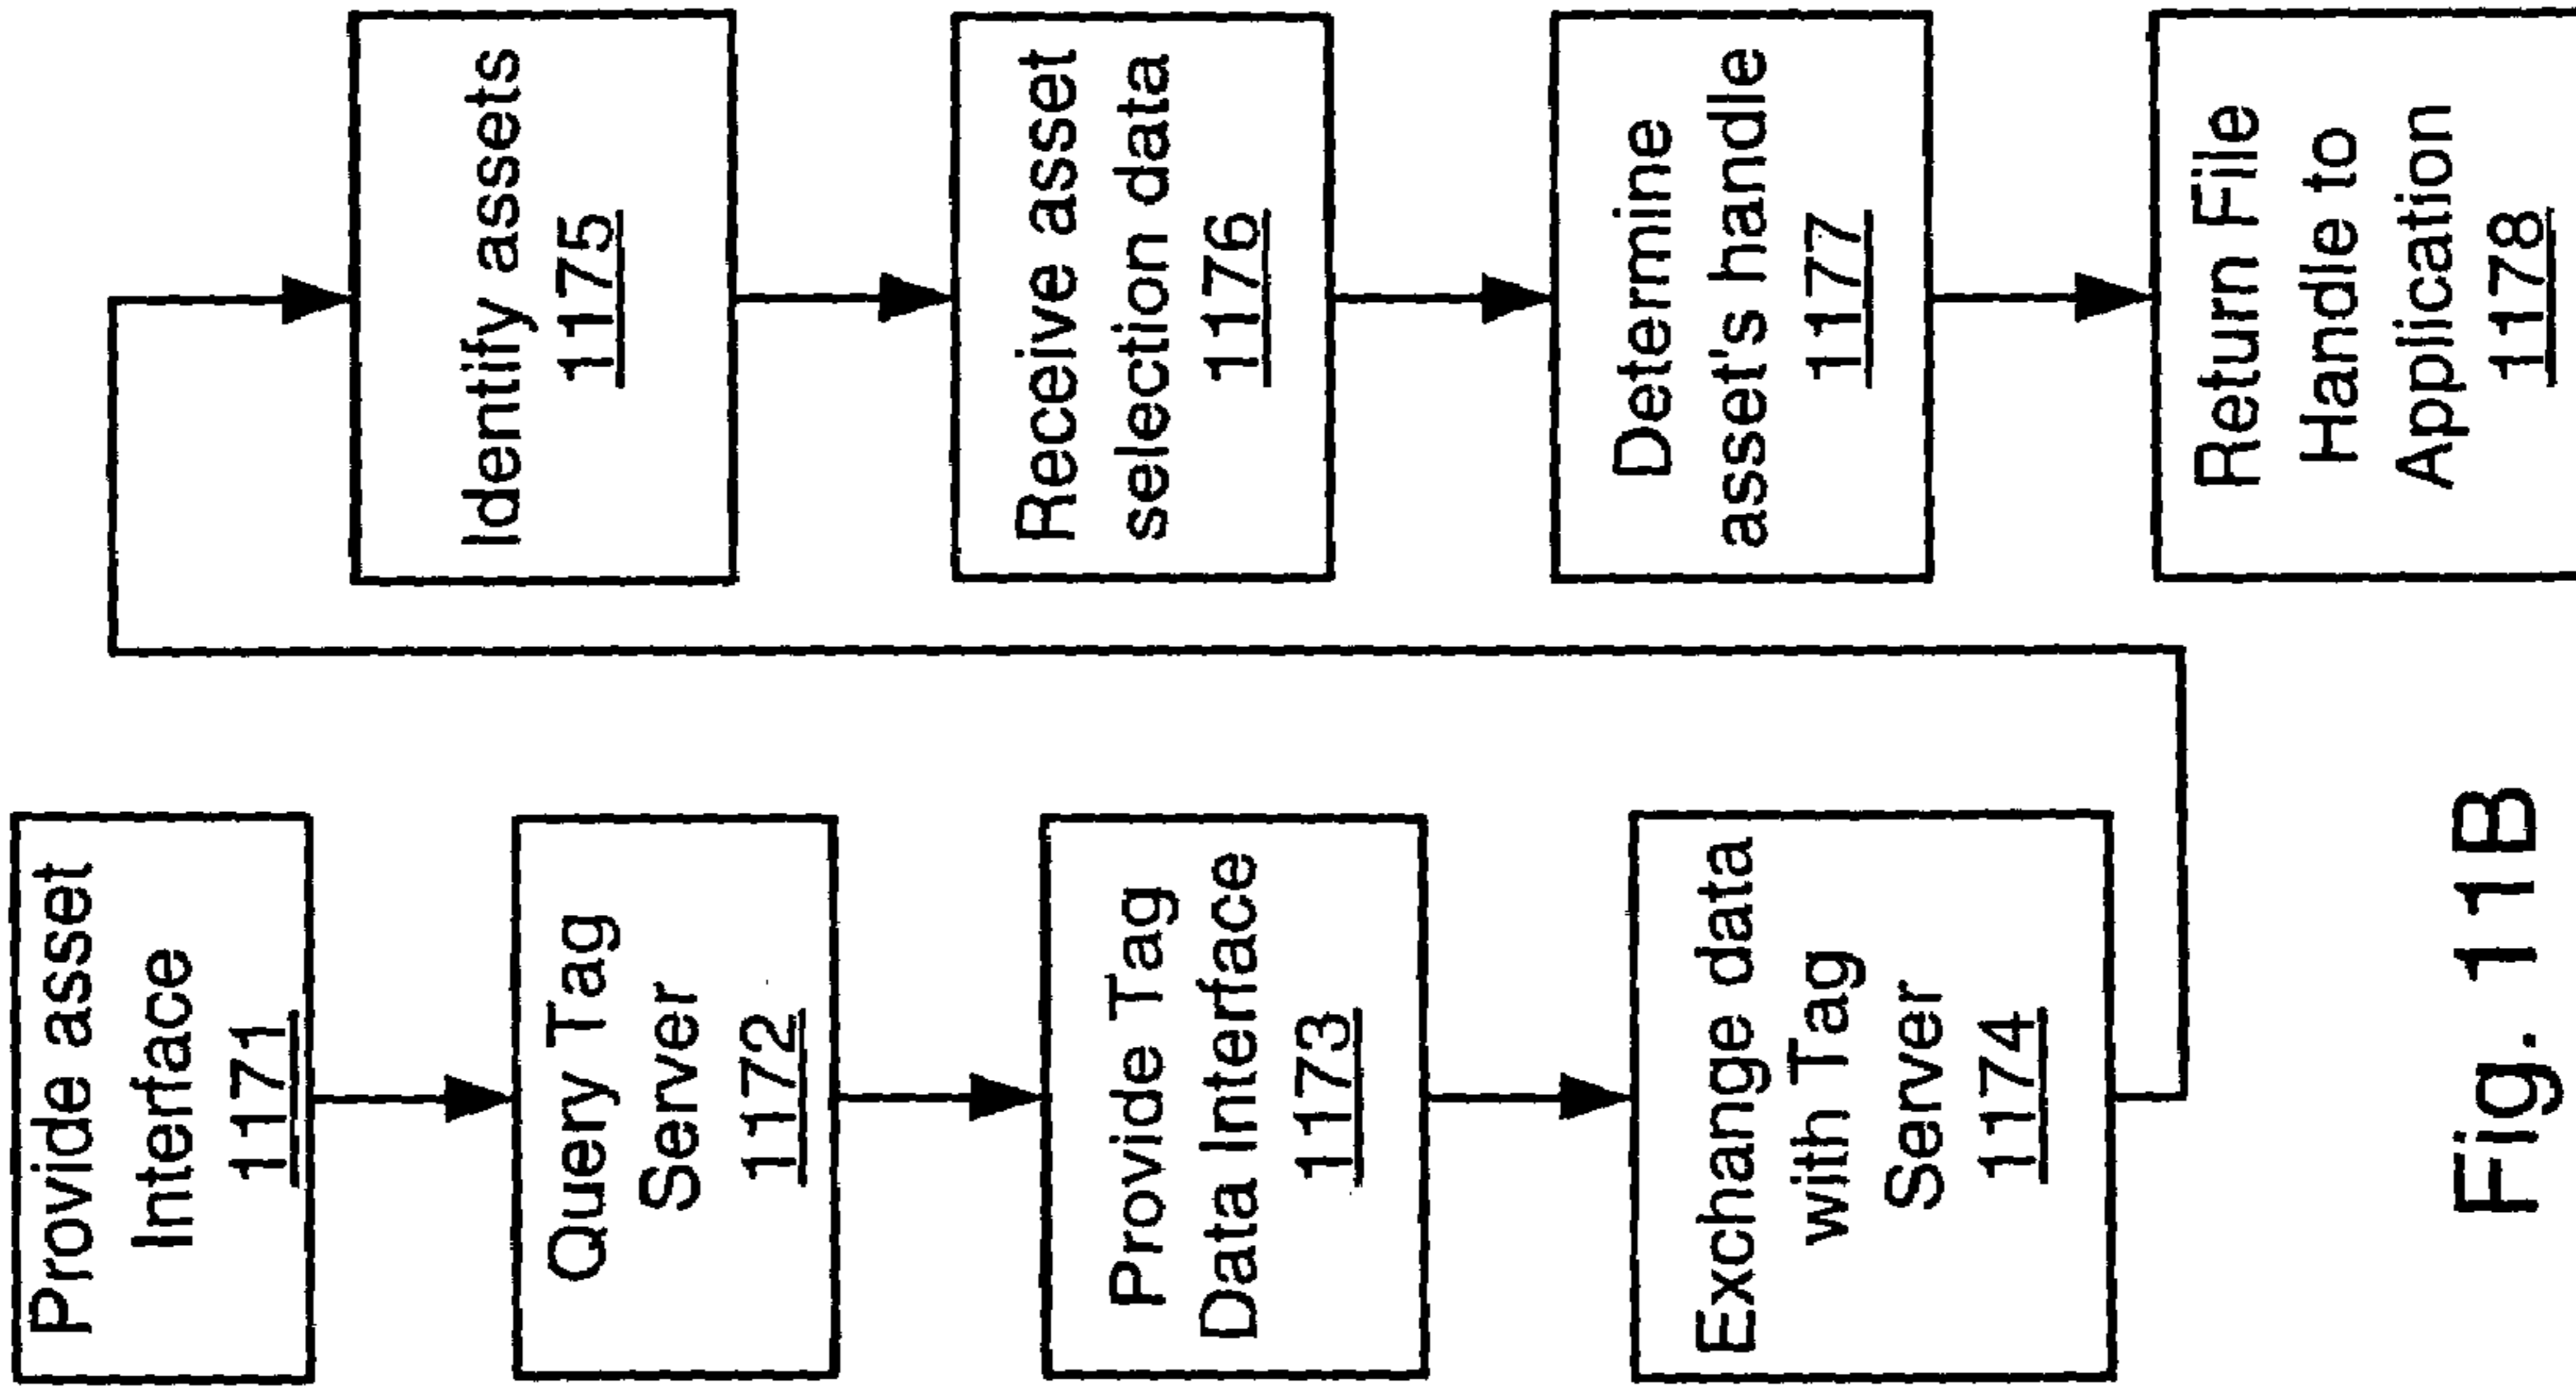 Provide asset
Interface
1171
Query Tag
Server
1172
Provide Tag
Data Interface
1173
Exchange data
with Tag
Server
1174
Identify assets
1175
Receive asset
selection data
1176
Determine
asset's handle
1177
Return File
Handle to
Application
1178
Fig. 11B